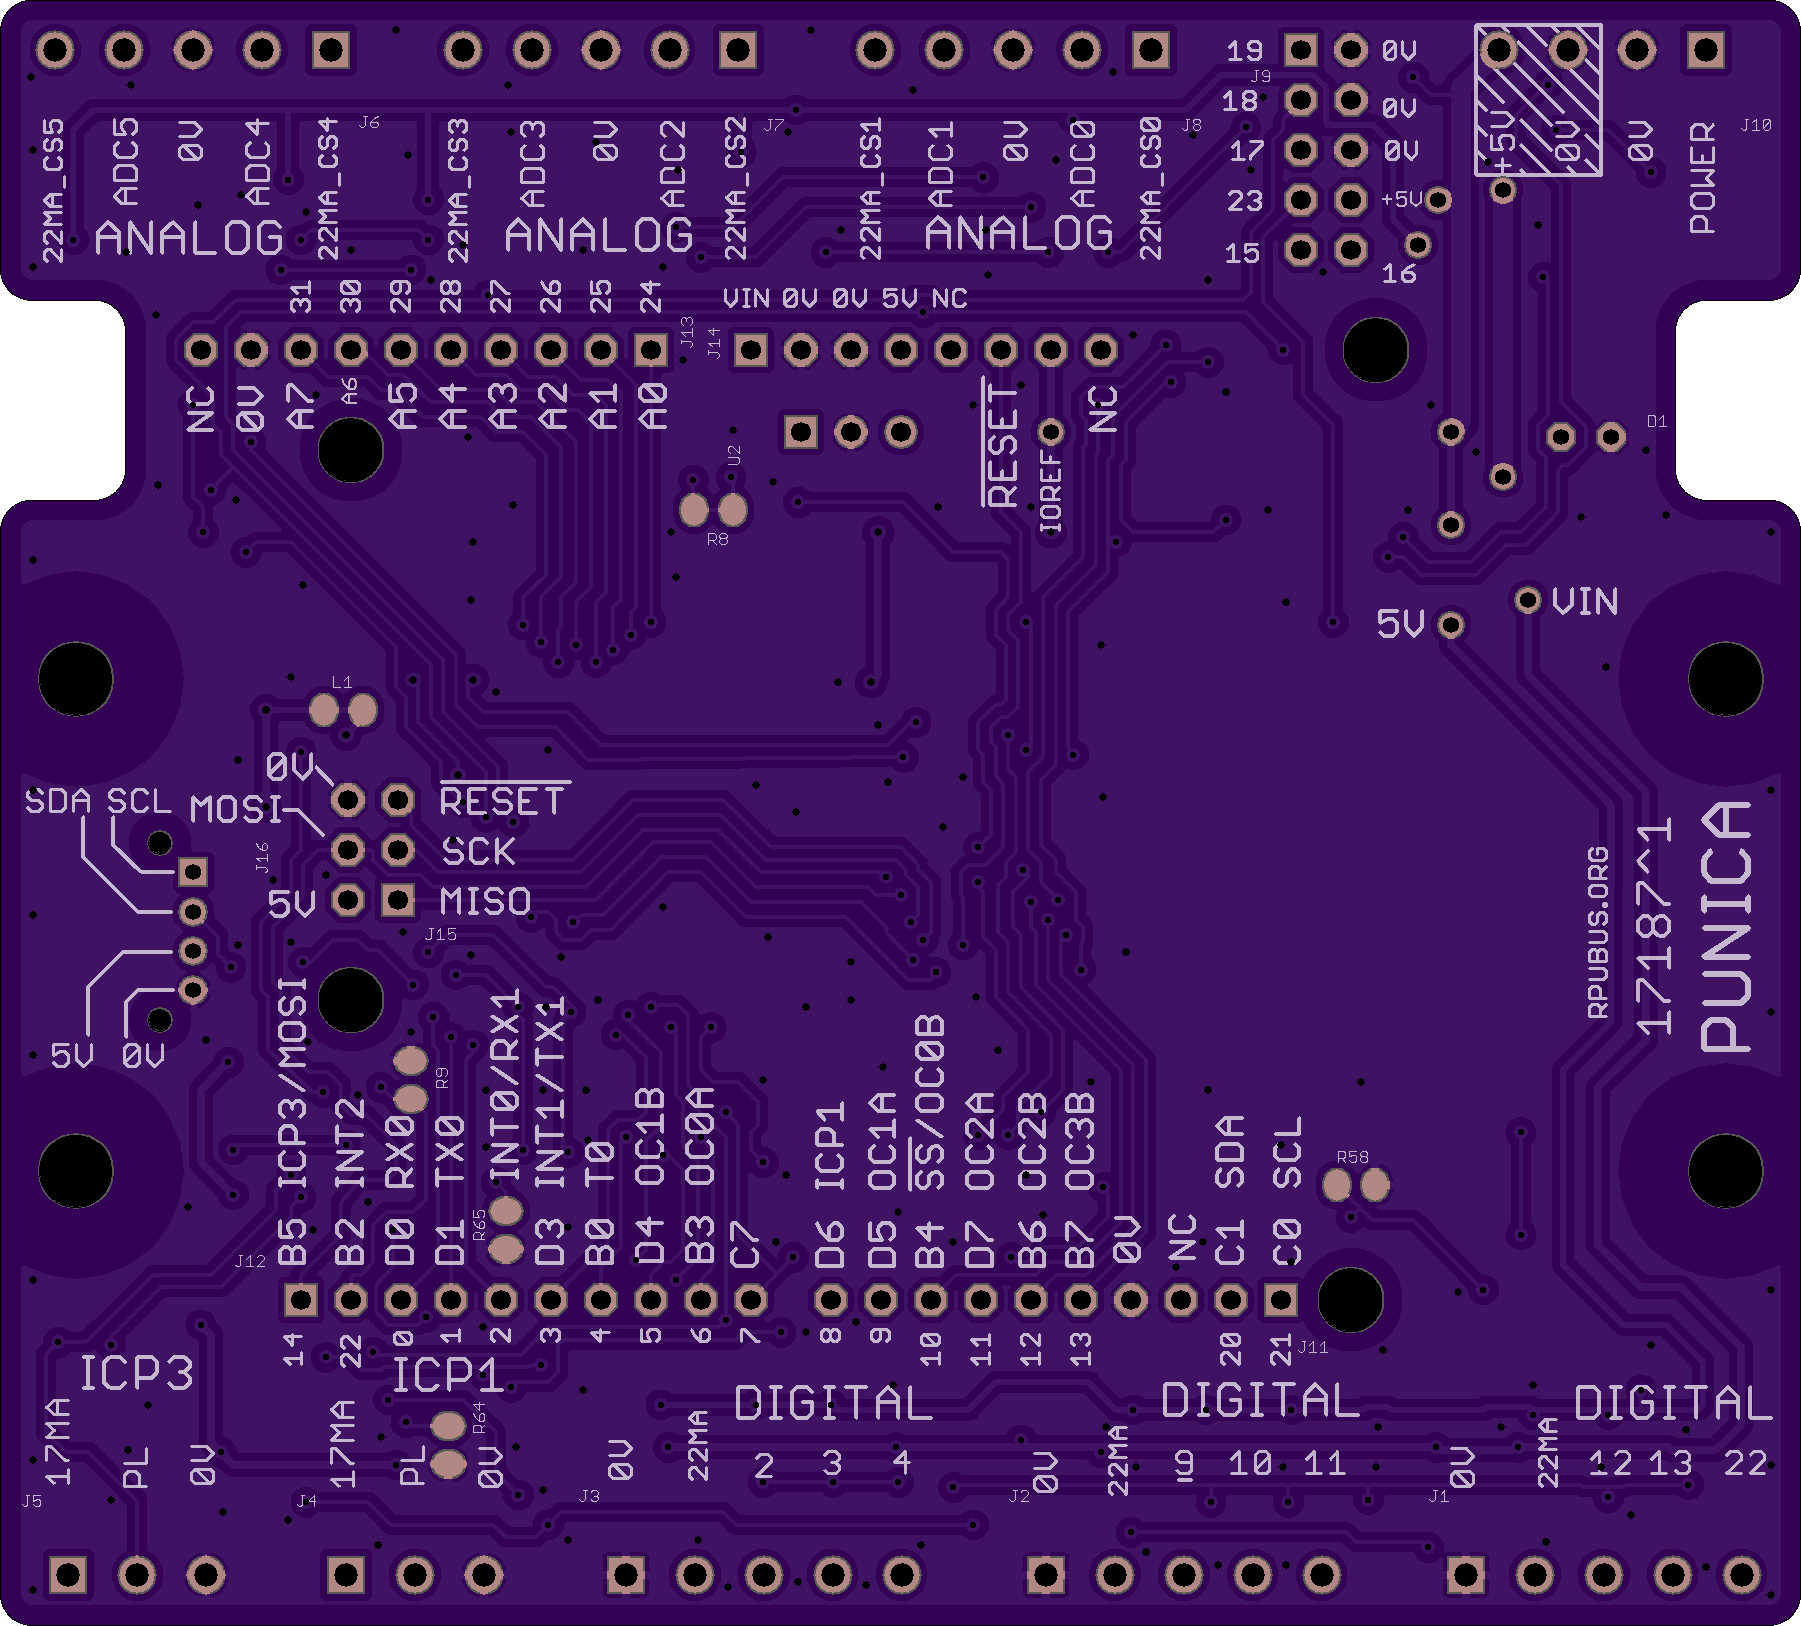 19 0V
J9
18 0V
17 0V
23 +5V
15
16
+5V 0V 0V POWER J10
22MA_CS5 ADC5 0V ADC4 22MA_CS4 J6
22MA_CS3 ADC3 0V ADC2 22MA_CS2 J7
22MA_CS1 ADC1 0V ADC0 22MA_CS0 J8
ANALOG ANALOG ANALOG
31 30 29 28 27 26 25 24 J13
J14 VIN 0V 0V 5V NC
NC 0V A7 A6 A5 A4 A3 A2 A1 A0
RESET IOREF NC
D1
U2
R8
5V VIN
L1
0V RESET
SDA SCL MOSI
J16 SCK
5V MISO
J15
5V 0V
RPUBUS.ORG
17187^1
PUNICA
R9
B5 ICP3/MOSI
B2 INT2
D0 RX0
D1 TX0
INT0/RX1
D3 INT1/TX1
B0 T0
D4 OC1B
B3 OC0A
C7
D6 ICP1
D5 OC1A
B4 SS/OC0B
D7 OC2A
B6 OC2B
B7 OC3B
0V
NC
C1 SDA
C0 SCL
R58
R65
J12
14 22 0 1 2 3 4 5 6 7 8 9 10 11 12 13 20 21 J11
ICP3 ICP1 DIGITAL DIGITAL DIGITAL
R64
17MA PL 0V
17MA PL 0V
0V 22MA 2 3 4
0V 22MA 9 10 11
0V 22MA 12 13 22
J5 J4 J3 J2 J1